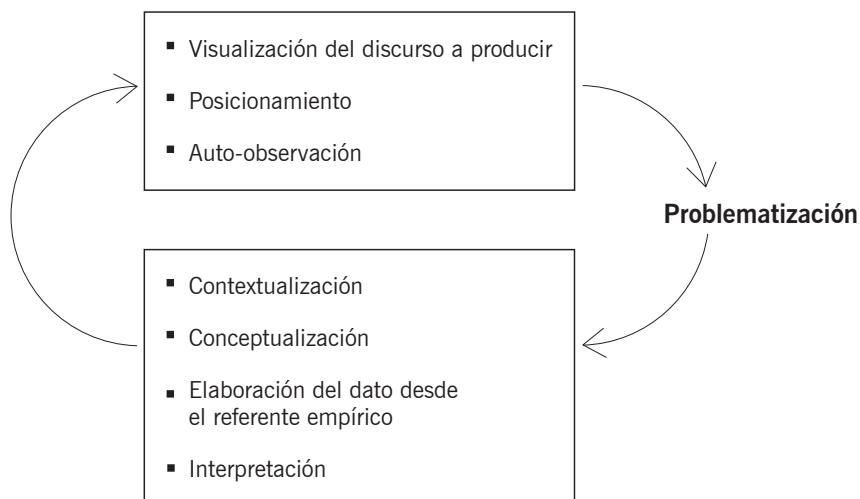 ▪ Visualización del discurso a producir
▪ Posicionamiento
▪ Auto-observación
Problematización
▪ Contextualización
▪ Conceptualización
▪ Elaboración del dato desde
el referente empírico
▪ Interpretación